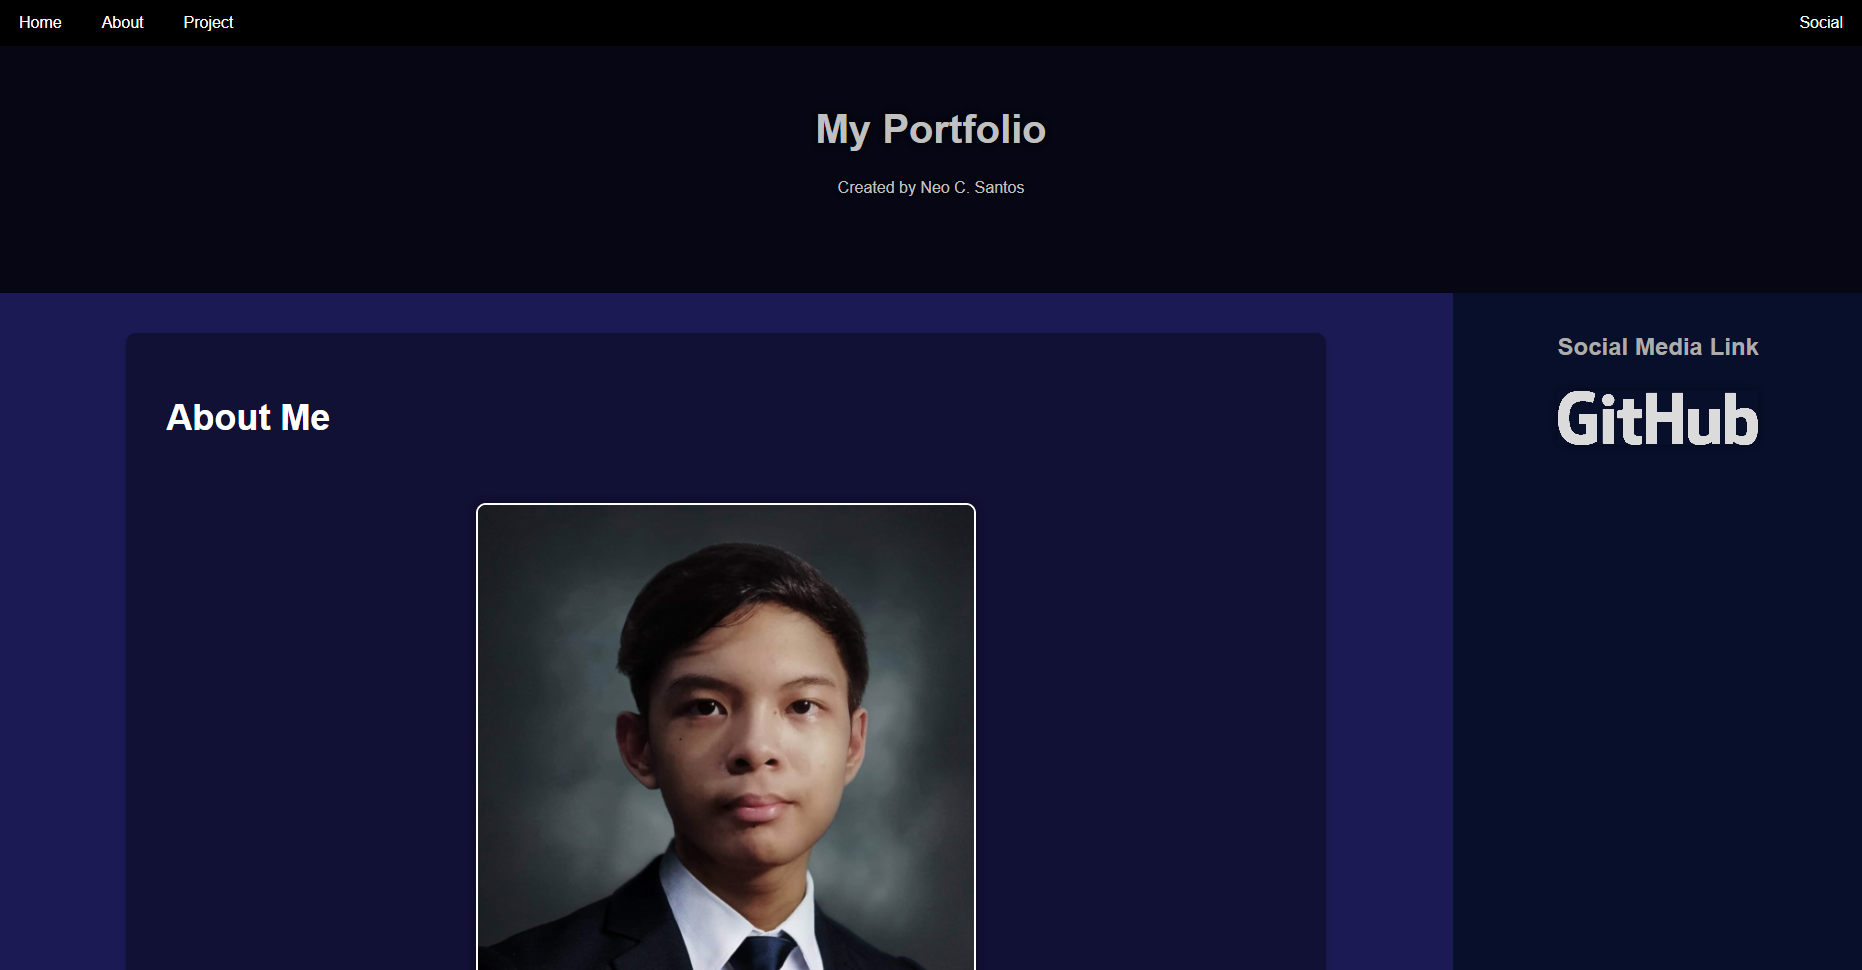 Home About Project Social
My Portfolio
Created by Neo C. Santos
About Me
Social Media Link
GitHub